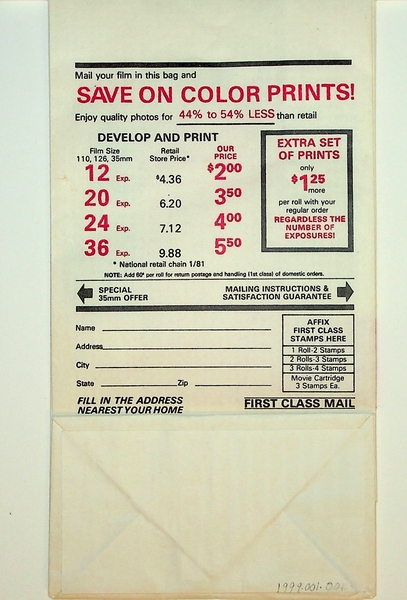 Mail your film in this bag and
SAVE ON COLOR PRINTS!
Enjoy quality photos for 44% to 54% LESS than retail
DEVELOP AND PRINT
Film Size
110, 126, 35mm
Retail
Store Price*
OUR
PRICE
12 Exp. $4.36 $2.00
20 Exp. 6.20 3.50
24 Exp. 7.12 4.00
36 Exp. 9.88 5.50
* National retail chain 1/81
EXTRA SET
OF PRINTS
only
$1.25
more
per roll with your
regular order
REGARDLESS THE
NUMBER OF
EXPOSURES!
NOTE: Add 60¢ per roll for return postage and handling (1st class) of domestic orders.
SPECIAL
35mm OFFER
MAILING INSTRUCTIONS &
SATISFACTION GUARANTEE
Name
Address
City
State Zip
AFFIX
FIRST CLASS
STAMPS HERE
1 Roll-2 Stamps
2 Rolls-3 Stamps
3 Rolls-4 Stamps
Movie Cartridge
3 Stamps Ea.
FILL IN THE ADDRESS
NEAREST YOUR HOME
FIRST CLASS MAIL